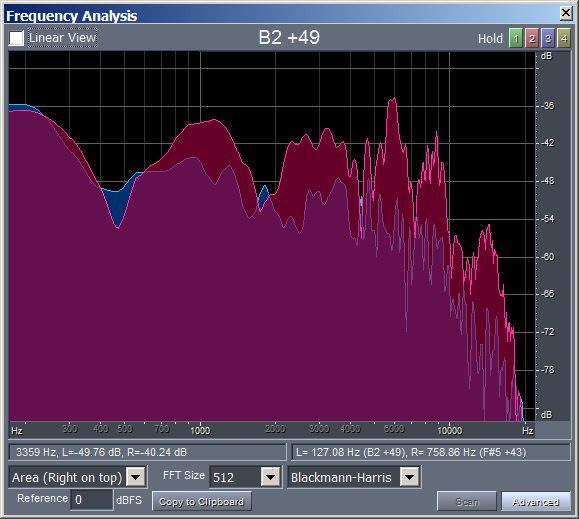 Frequency Analysis
Linear View
B2 +49
Hold 1 2 3 4
dB
-36
-42
-48
-54
-60
-66
-72
-78
dB
Hz 300 400 500 700 1000 2000 3000 4000 6000 10000 Hz
3359 Hz, L=-49.76 dB, R=-40.24 dB
L= 127.08 Hz (B2 +49), R= 758.86 Hz (F#5 +43)
Area (Right on top) FFT Size 512 Blackmann-Harris
Reference 0 dBFS Copy to Clipboard Scan Advanced